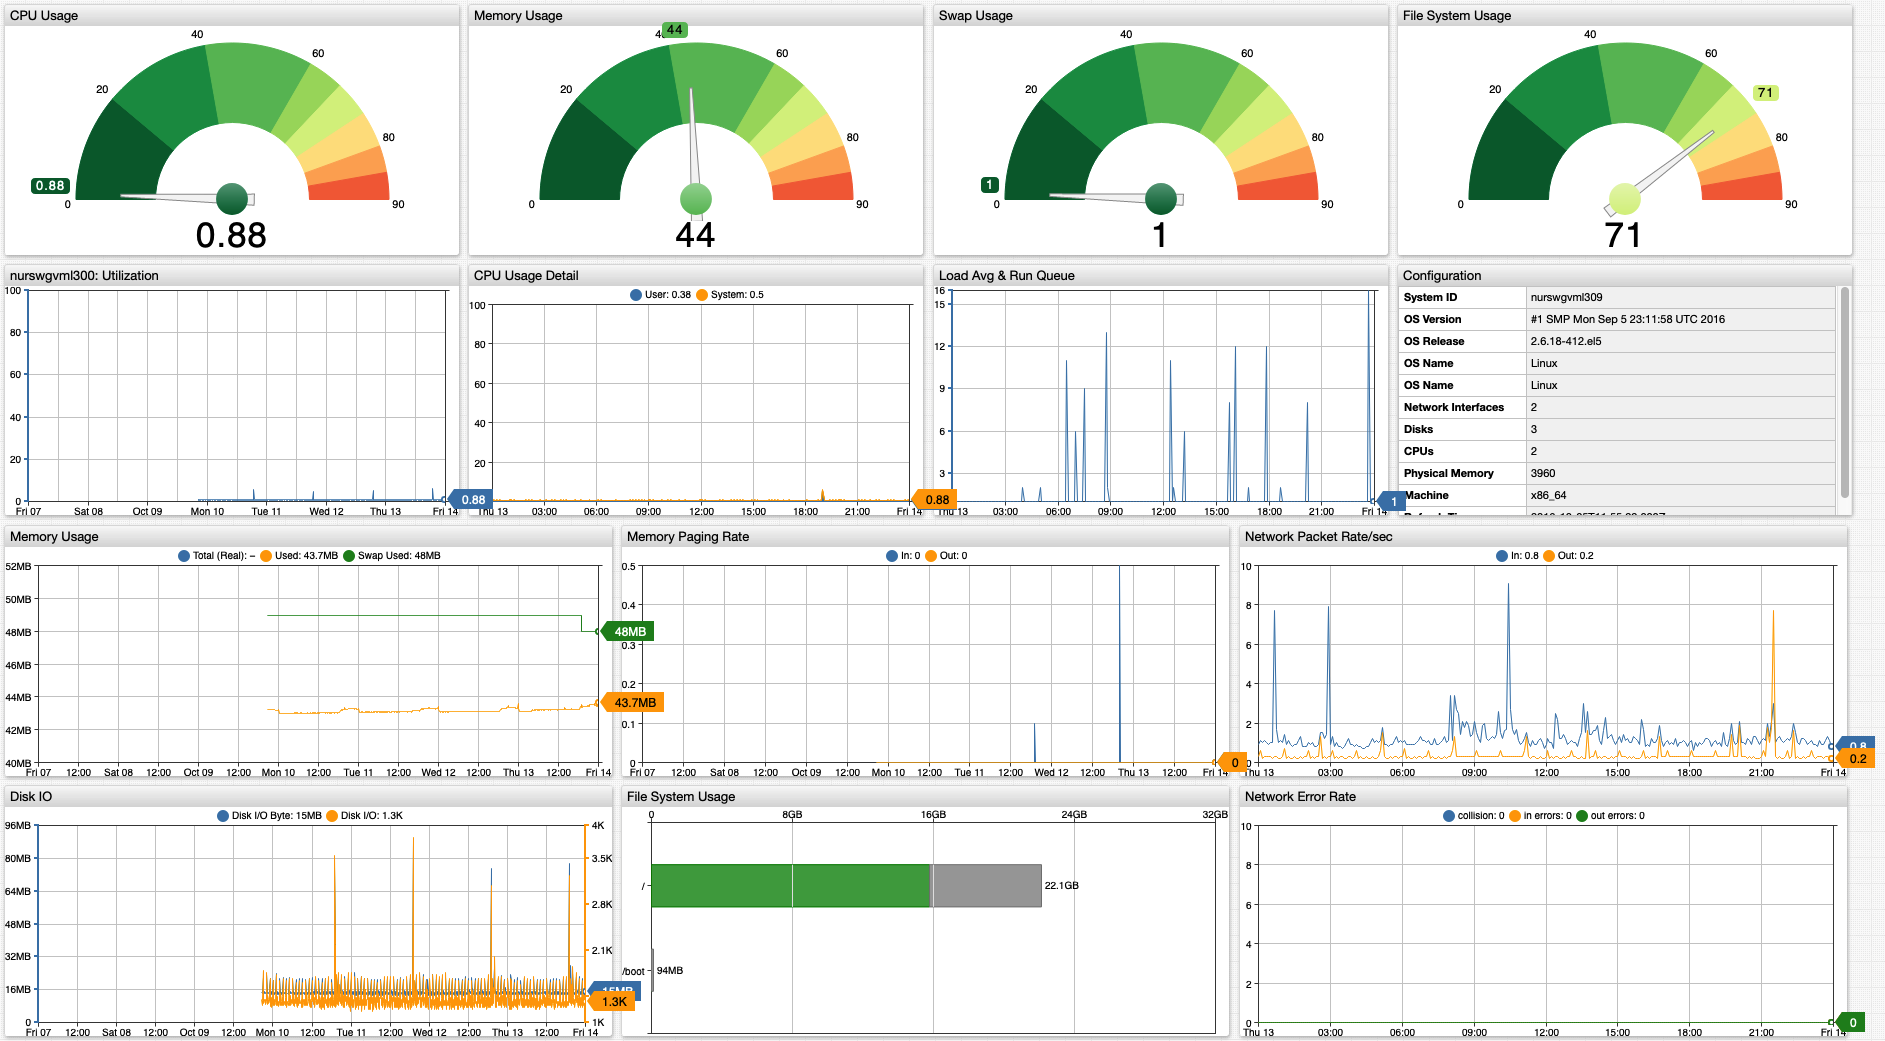 CPU Usage
0
20
40
60
80
90
0.88
0.88
Memory Usage
0
20
44
60
80
90
44
Swap Usage
0
20
40
60
80
90
1
1
File System Usage
0
20
40
60
80
90
71
71
nurswgvml300: Utilization
100
80
60
40
20
0
Fri 07 Sat 08 Oct 09 Mon 10 Tue 11 Wed 12 Thu 13 Fri 14
0.88
CPU Usage Detail
User: 0.38 System: 0.5
100
80
60
40
20
Thu 13 03:00 06:00 09:00 12:00 15:00 18:00 21:00 Fri 14
0.88
Load Avg & Run Queue
16
15
12
9
6
3
Thu 13 03:00 06:00 09:00 12:00 15:00 18:00 21:00 Fri 14
1
Configuration
System ID nurswgvml309
OS Version #1 SMP Mon Sep 5 23:11:58 UTC 2016
OS Release 2.6.18-412.el5
OS Name Linux
OS Name Linux
Network Interfaces 2
Disks 3
CPUs 2
Physical Memory 3960
Machine x86_64
Memory Usage
Total (Real): – Used: 43.7MB Swap Used: 48MB
52MB
50MB
48MB
46MB
44MB
42MB
40MB
Fri 07 12:00 Sat 08 12:00 Oct 09 12:00 Mon 10 12:00 Tue 11 12:00 Wed 12 12:00 Thu 13 12:00 Fri 14
48MB
43.7MB
Memory Paging Rate
In: 0 Out: 0
0.5
0.4
0.3
0.2
0.1
0
Fri 07 12:00 Sat 08 12:00 Oct 09 12:00 Mon 10 12:00 Tue 11 12:00 Wed 12 12:00 Thu 13 12:00 Fri 14
0
Network Packet Rate/sec
In: 0.8 Out: 0.2
10
8
6
4
2
0
Thu 13 03:00 06:00 09:00 12:00 15:00 18:00 21:00 Fri 14
0.8
0.2
Disk IO
Disk I/O Byte: 15MB Disk I/O: 1.3K
96MB
80MB
64MB
48MB
32MB
16MB
0
4K
3.5K
2.8K
2.1K
1K
Fri 07 12:00 Sat 08 12:00 Oct 09 12:00 Mon 10 12:00 Tue 11 12:00 Wed 12 12:00 Thu 13 12:00 Fri 14
15MB
1.3K
File System Usage
0 8GB 16GB 24GB 32GB
/ 22.1GB
/boot 94MB
Network Error Rate
collision: 0 in errors: 0 out errors: 0
10
8
6
4
2
0
Thu 13 03:00 06:00 09:00 12:00 15:00 18:00 21:00 Fri 14
0